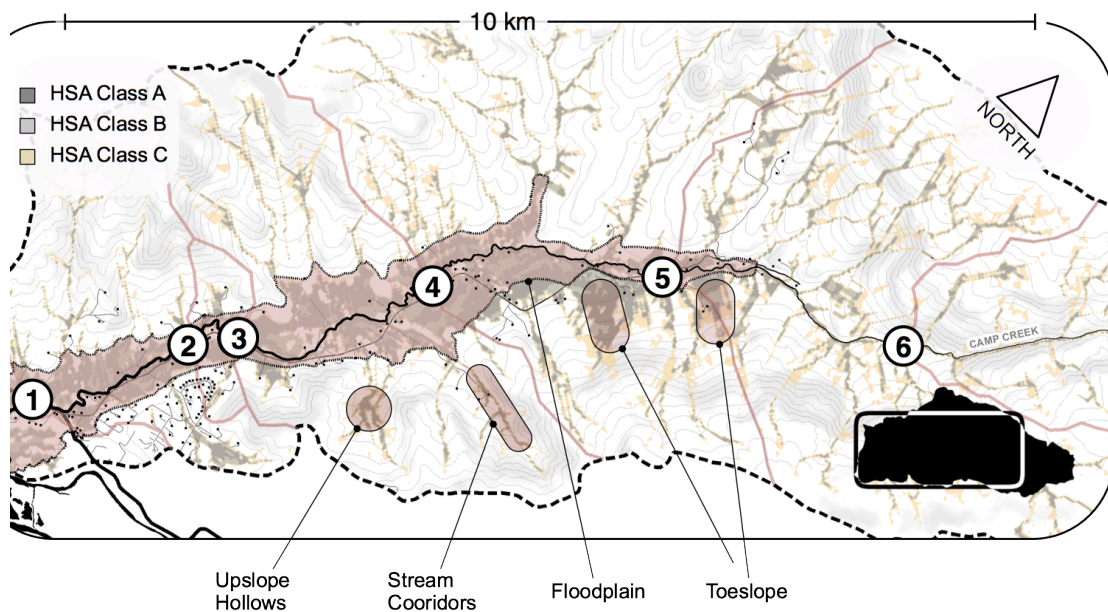 10 km
HSA Class A
HSA Class B
HSA Class C
NORTH
1
2
3
4
5
6
CAMP CREEK
Upslope
Hollows
Stream
Cooridors
Floodplain
Toeslope